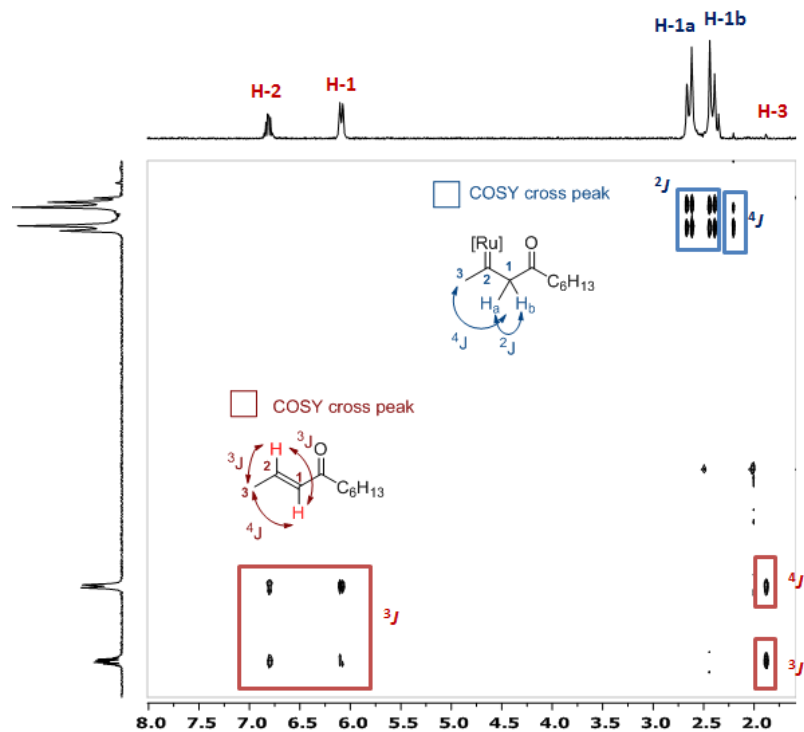 H-1a
H-1b
H-2
H-1
H-3
²J
⁴J
COSY cross peak
[Ru]
O
1
3
2
C₆H₁₃
Hₐ
H_b
⁴J
²J
COSY cross peak
³J
H
O
³J
2
1
3
C₆H₁₃
H
⁴J
⁴J
³J
³J
8.0 7.5 7.0 6.5 6.0 5.5 5.0 4.5 4.0 3.5 3.0 2.5 2.0